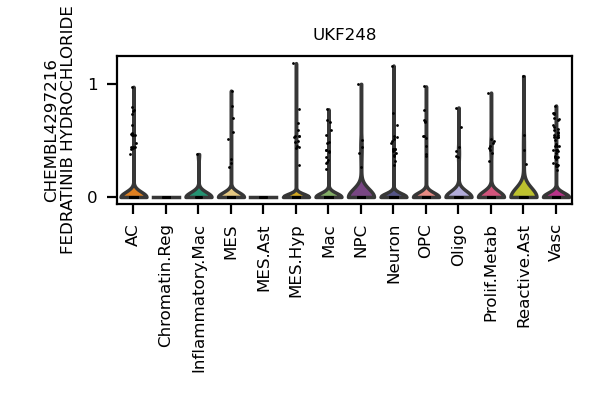 UKF248
CHEMBL4297216
FEDRATINIB HYDROCHLORIDE
1
0
AC
Chromatin.Reg
Inflammatory.Mac
MES
MES.Ast
MES.Hyp
Mac
NPC
Neuron
OPC
Oligo
Prolif.Metab
Reactive.Ast
Vasc